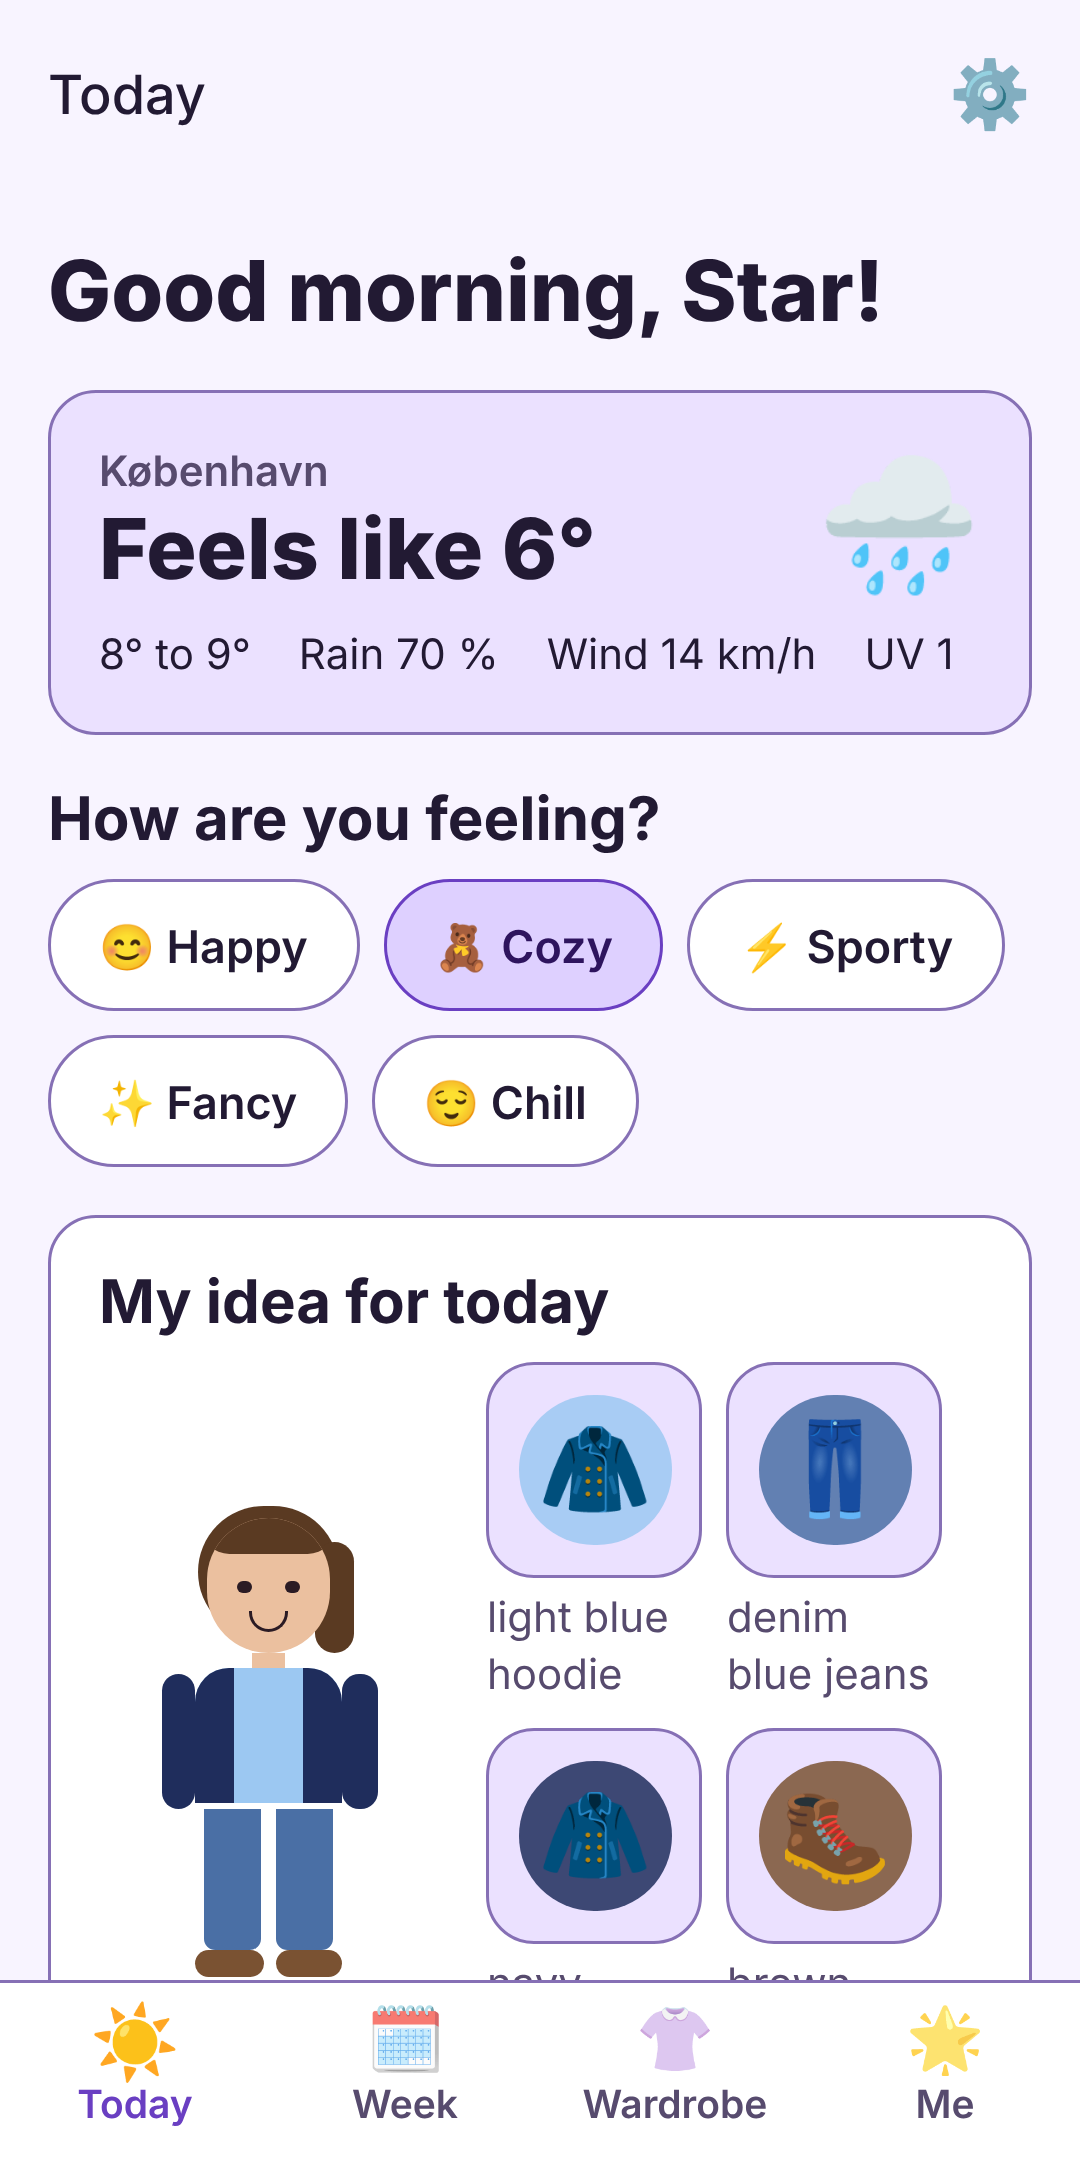 Today
Good morning, Star!
København
Feels like 6°
8° to 9° Rain 70 % Wind 14 km/h UV 1
How are you feeling?
Happy Cozy Sporty
Fancy Chill
My idea for today
light blue denim
hoodie blue jeans
navy brown
Today Week Wardrobe Me